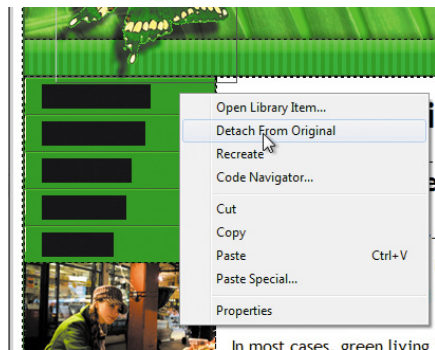 Open Library Item...
Detach From Original
Recreate
Code Navigator...
Cut
Copy
Paste Ctrl+V
Paste Special...
Properties
In most cases, green living